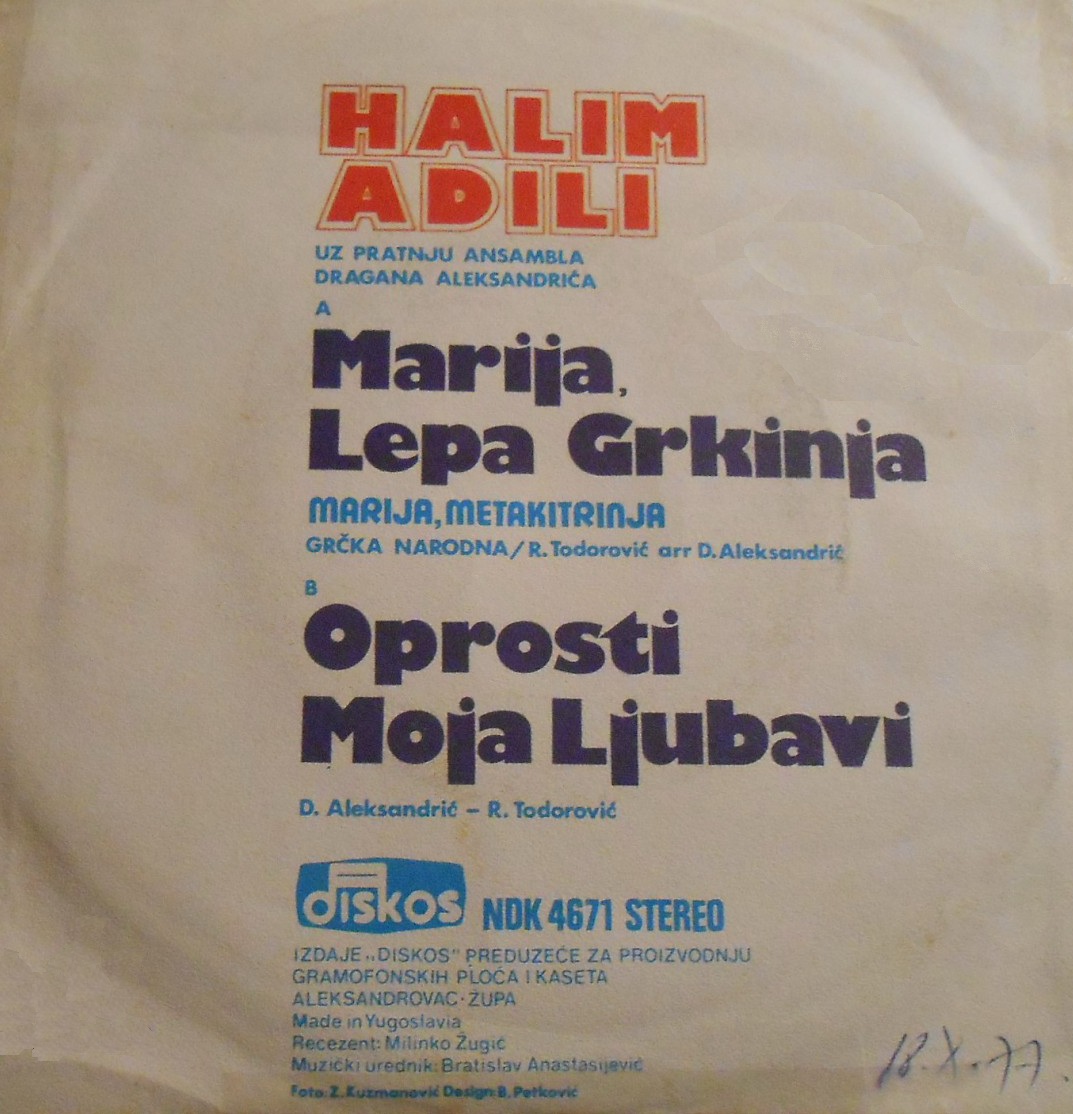 HALIM
ADILI
UZ PRATNJU ANSAMBLA
DRAGANA ALEKSANDRIĆA
A
Marija,
Lepa Grkinja
MARIJA, METAKITRINJA
GRČKA NARODNA/R. Todorović arr D. Aleksandrić
B
Oprosti
Moja Ljubavi
D. Aleksandrić – R. Todorović
diskos NDK 4671 STEREO
IZDAJE „DISKOS" PREDUZEĆE ZA PROIZVODNJU
GRAMOFONSKIH PLOČA I KASETA
ALEKSANDROVAC · ŽUPA
Made in Yugoslavia
Recezent: Milinko Žugić
Muzički urednik: Bratislav Anastasijević
Foto: Z. Kuzmanović Design: B. Petković
18. X. 77.